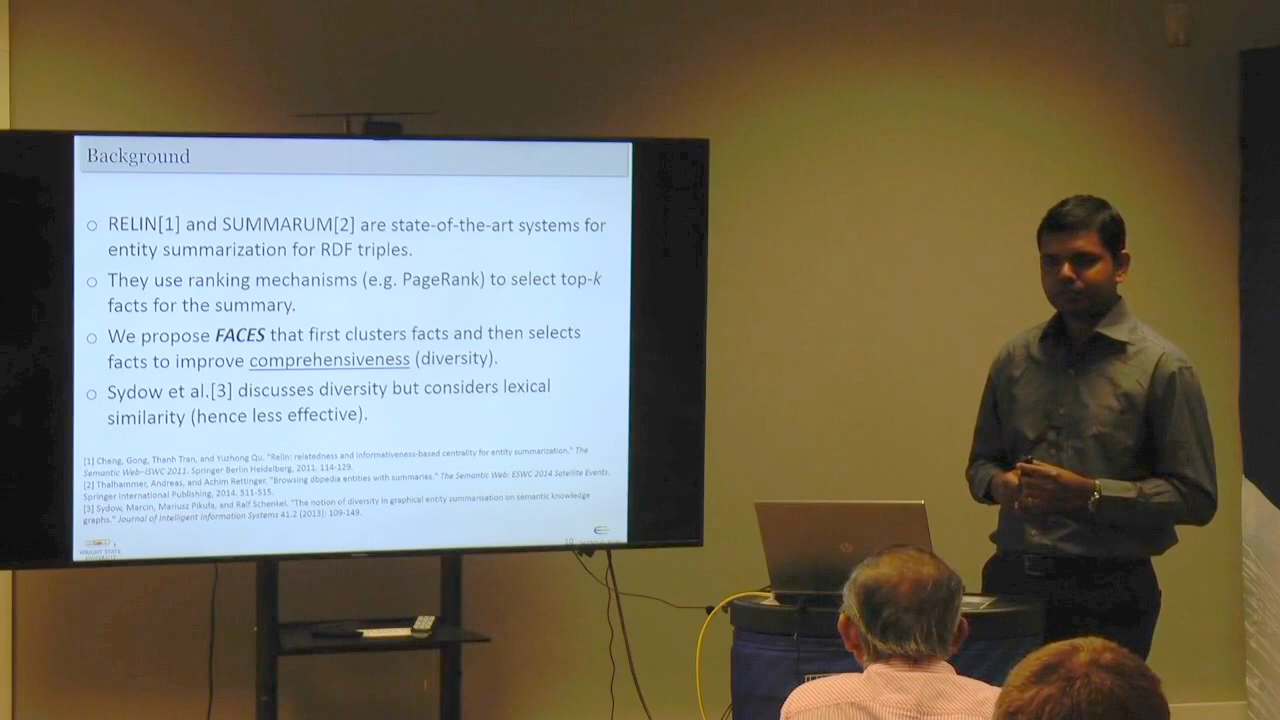 Background
○ RELIN[1] and SUMMARUM[2] are state-of-the-art systems for
entity summarization for RDF triples.
○ They use ranking mechanisms (e.g. PageRank) to select top-k
facts for the summary.
○ We propose FACES that first clusters facts and then selects
facts to improve comprehensiveness (diversity).
○ Sydow et al.[3] discusses diversity but considers lexical
similarity (hence less effective).
[1] Cheng, Gong, Thanh Tran, and Yuzhong Qu. "Relin: relatedness and informativeness-based centrality for entity summarization." The
Semantic Web–ISWC 2011. Springer Berlin Heidelberg, 2011. 114-129.
[2] Thalhammer, Andreas, and Achim Rettinger. "Browsing dbpedia entities with summaries." The Semantic Web: ESWC 2014 Satellite Events.
Springer International Publishing, 2014. 511-515.
[3] Sydow, Marcin, Mariusz Pikuła, and Ralf Schenkel. "The notion of diversity in graphical entity summarisation on semantic knowledge
graphs." Journal of Intelligent Information Systems 41.2 (2013): 109-149.
WRIGHT STATE
UNIVERSITY
10
hp